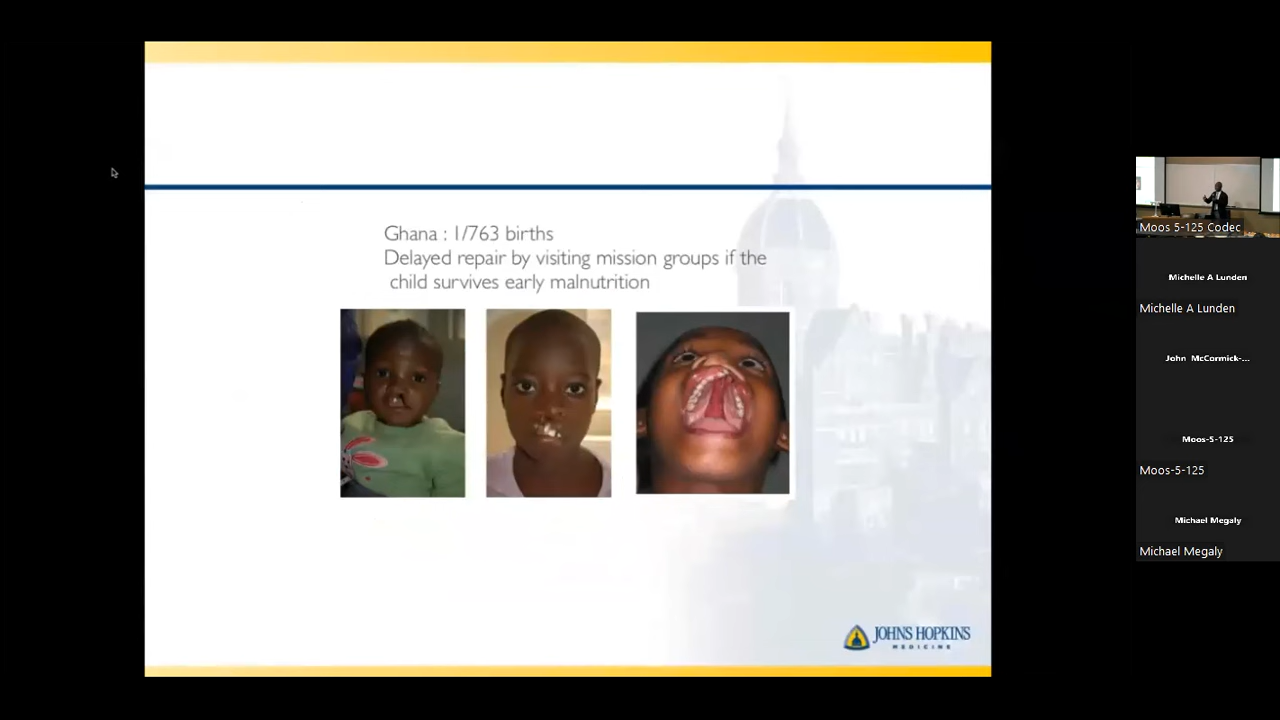 Ghana : 1/763 births
Delayed repair by visiting mission groups if the
child survives early malnutrition
JOHNS HOPKINS
MEDICINE
Moos 5-125 Codec
Michelle A Lunden
Michelle A Lunden
John McCormick-...
Moos-5-125
Moos-5-125
Michael Megaly
Michael Megaly